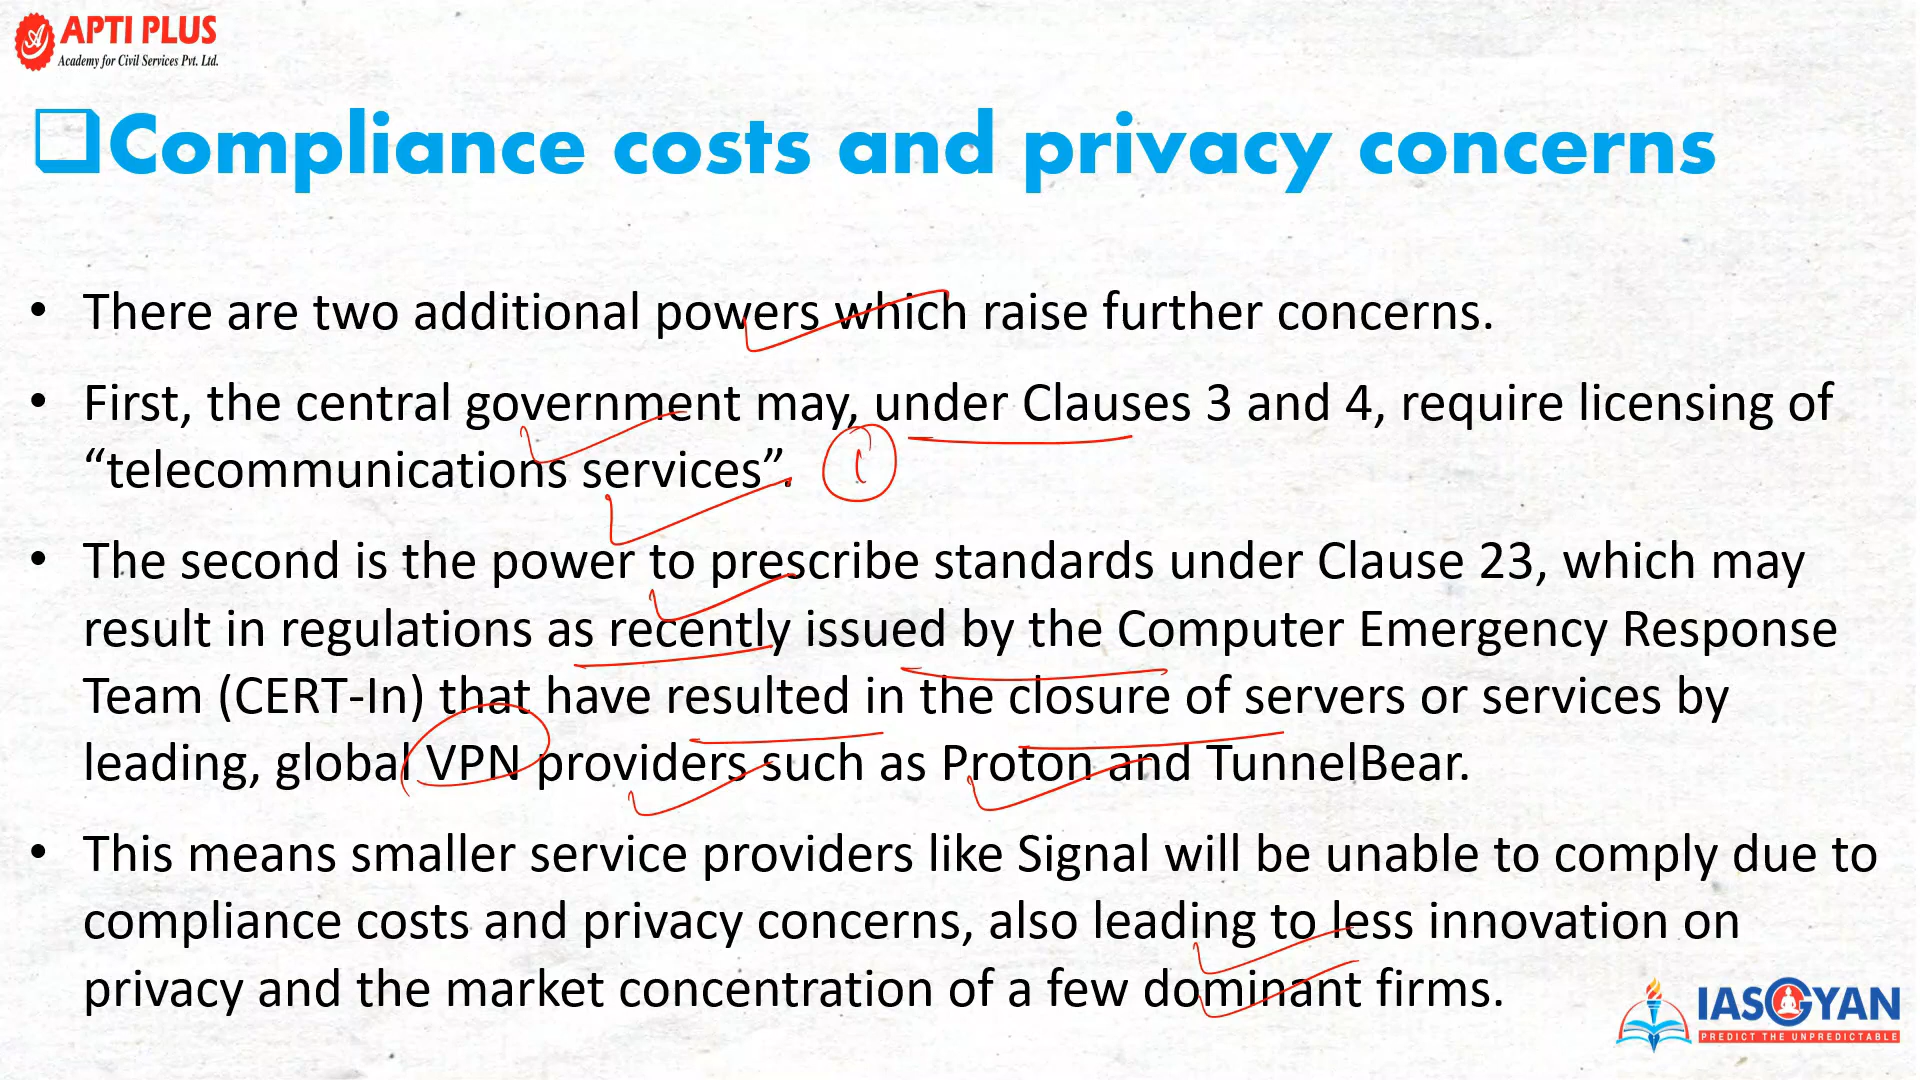 APTI PLUS
Academy for Civil Services Pvt. Ltd.
Compliance costs and privacy concerns
• There are two additional powers which raise further concerns.
• First, the central government may, under Clauses 3 and 4, require licensing of
“telecommunications services”.
• The second is the power to prescribe standards under Clause 23, which may
result in regulations as recently issued by the Computer Emergency Response
Team (CERT-In) that have resulted in the closure of servers or services by
leading, global VPN providers such as Proton and TunnelBear.
• This means smaller service providers like Signal will be unable to comply due to
compliance costs and privacy concerns, also leading to less innovation on
privacy and the market concentration of a few dominant firms.
IASGYAN
PREDICT THE UNPREDICTABLE